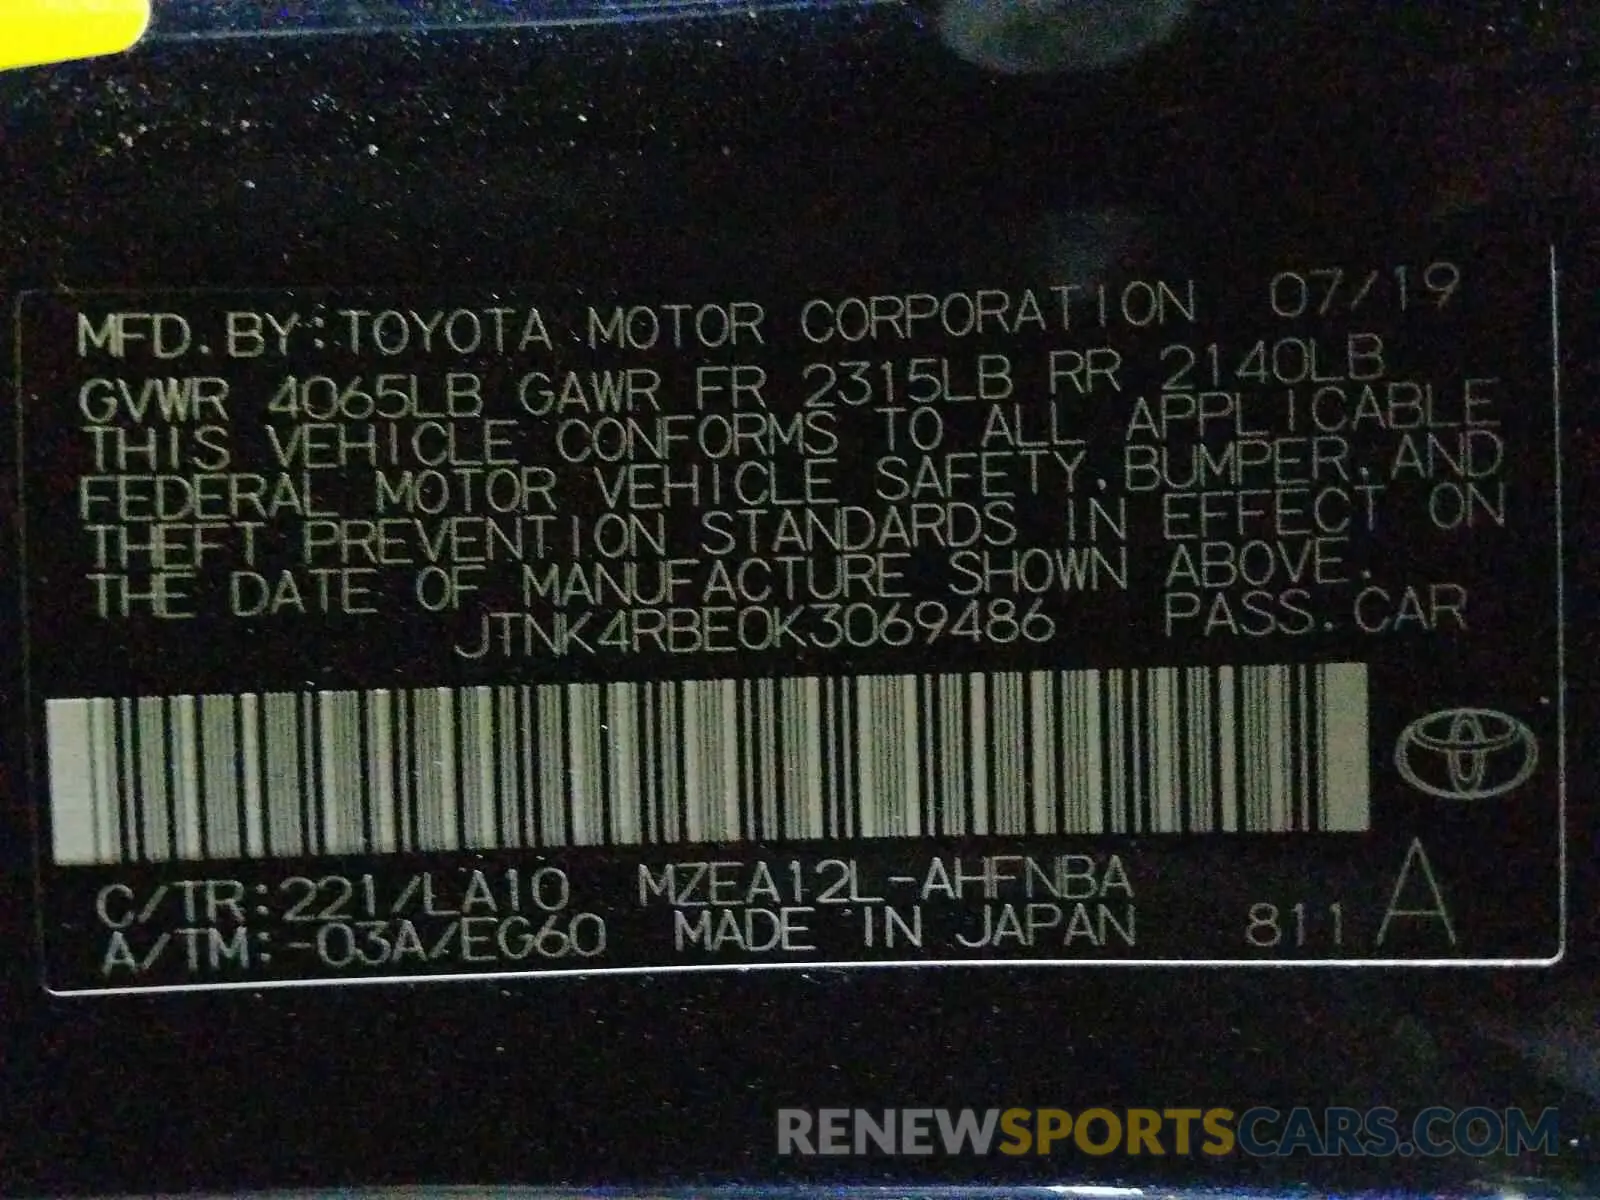 MFD. BY:TOYOTA MOTOR CORPORATION 07/19
GVWR 4065LB GAWR FR 2315LB RR 2140LB
THIS VEHICLE CONFORMS TO ALL APPLICABLE
FEDERAL MOTOR VEHICLE SAFETY, BUMPER, AND
THEFT PREVENTION STANDARDS IN EFFECT ON
THE DATE OF MANUFACTURE SHOWN ABOVE.
JTNK4RBE0K3069486 PASS. CAR
C/TR:221/LA10 MZEA12L-AHFNBA
A/TM:-03A/EG60 MADE IN JAPAN 811 A
RENEWSPORTSCARS.COM